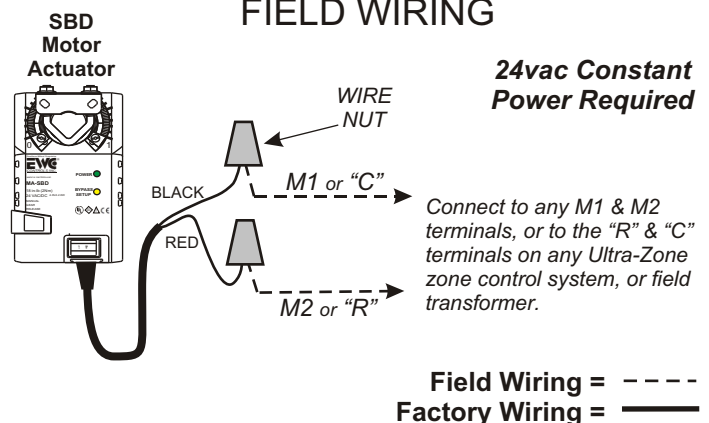 FIELD WIRING
SBD
Motor
Actuator
24vac Constant
Power Required
WIRE
NUT
0 1
EWC
POWER
MA-SBD
BYPASS
SETUP
BLACK
M1 or “C”
RED
M2 or “R”
Connect to any M1 & M2
terminals, or to the “R” & “C”
terminals on any Ultra-Zone
zone control system, or field
transformer.
Field Wiring =
Factory Wiring =